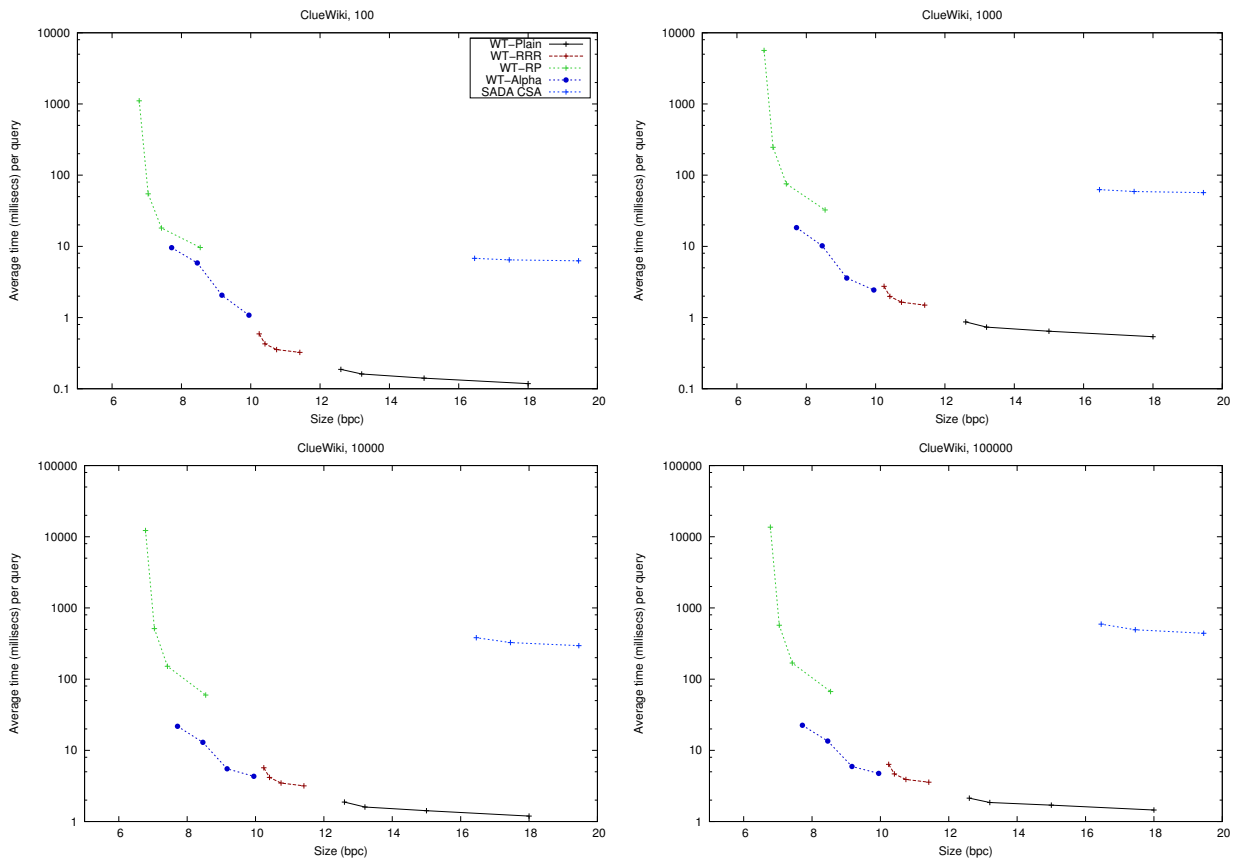 ClueWiki, 100
10000
1000
100
10
1
0.1
Average time (millisecs) per query
WT-Plain
WT-RRR
WT-RP
WT-Alpha
SADA CSA
6 8 10 12 14 16 18 20
Size (bpc)
ClueWiki, 1000
10000
1000
100
10
1
0.1
Average time (millisecs) per query
6 8 10 12 14 16 18 20
Size (bpc)
ClueWiki, 10000
100000
10000
1000
100
10
1
Average time (millisecs) per query
6 8 10 12 14 16 18 20
Size (bpc)
ClueWiki, 100000
100000
10000
1000
100
10
1
Average time (millisecs) per query
6 8 10 12 14 16 18 20
Size (bpc)